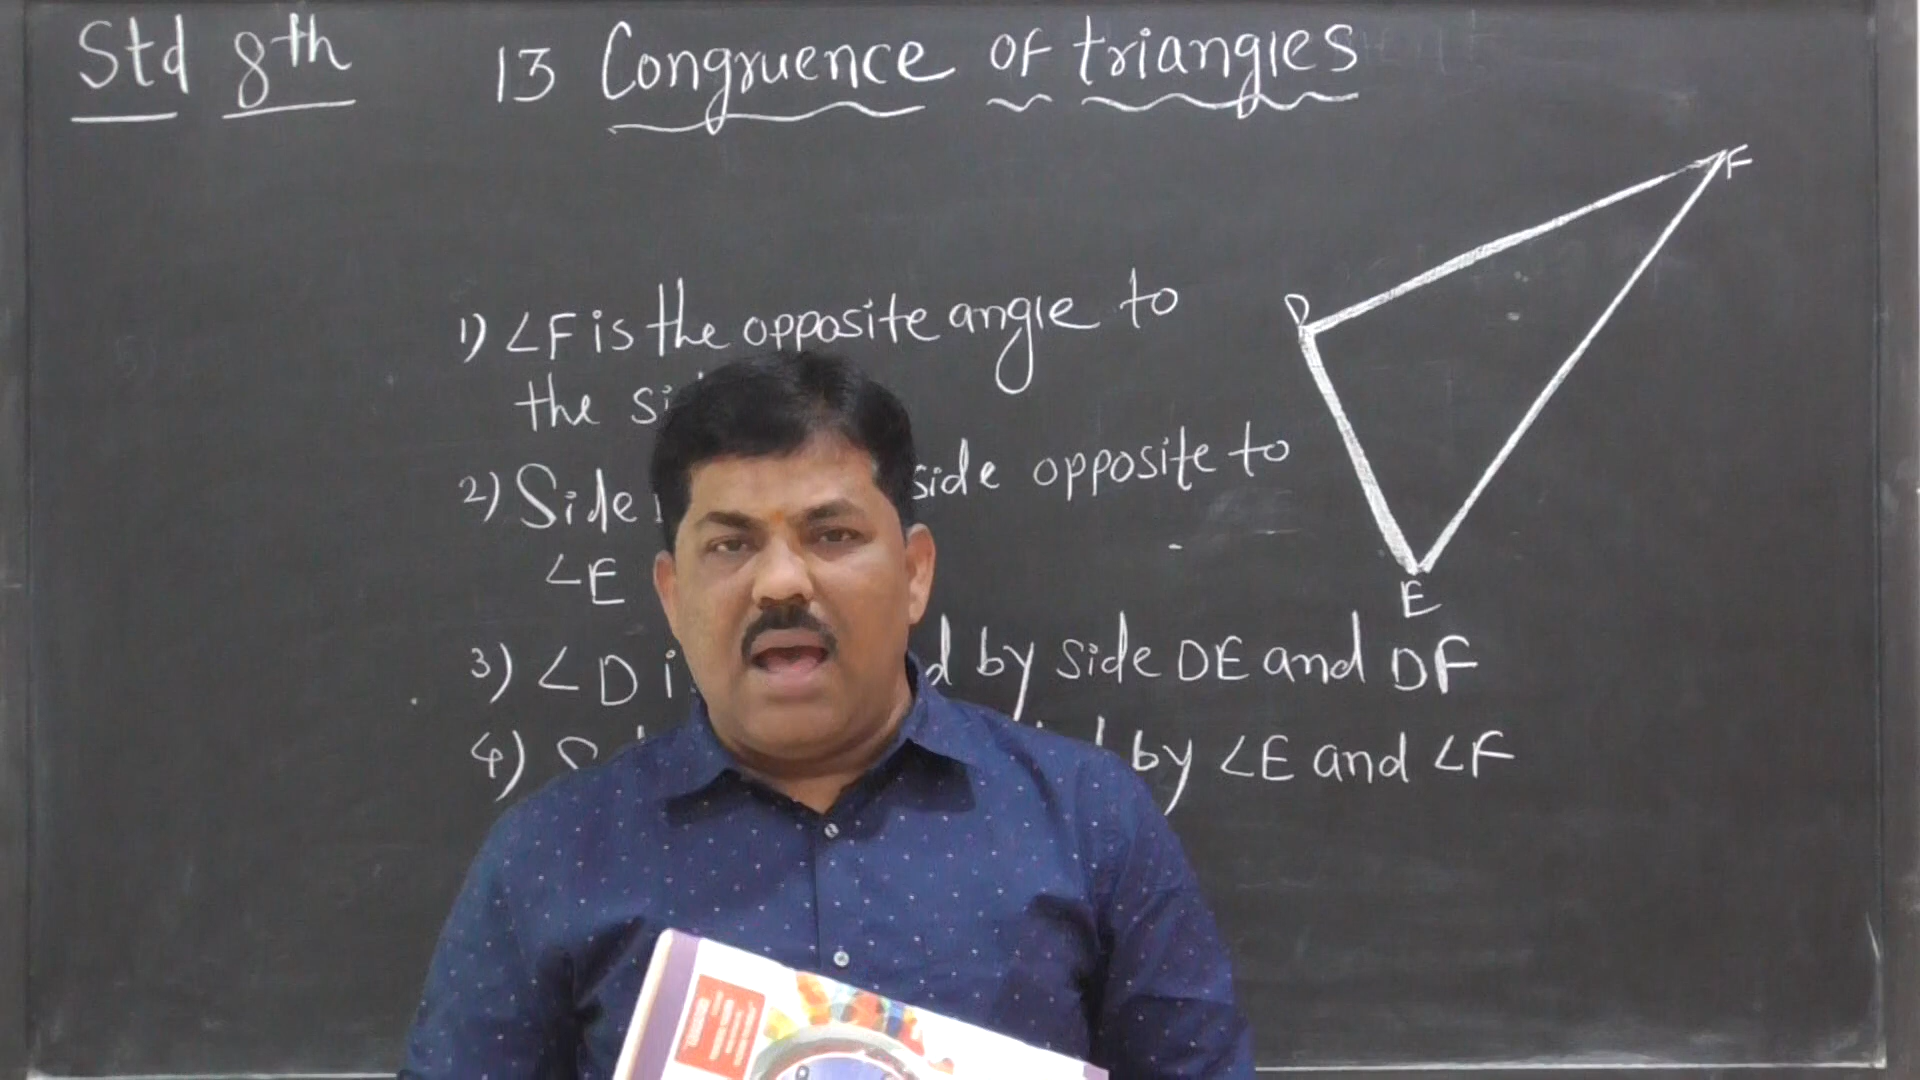 Std 8th 13 Congruence of triangles
F
D
1) ∠F is the opposite angle to
the
2) Side side opposite to
∠E
E
3) ∠D by side DE and DF
4) by ∠E and ∠F